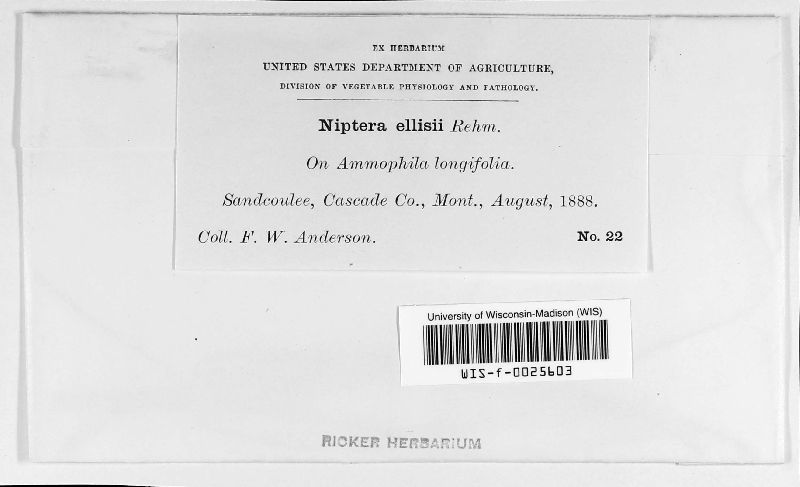 EX HERBARIUM
UNITED STATES DEPARTMENT OF AGRICULTURE,
DIVISION OF VEGETABLE PHYSIOLOGY AND PATHOLOGY.
Niptera ellisii Rehm.
On Ammophila longifolia.
Sandcoulee, Cascade Co., Mont., August, 1888.
Coll. F. W. Anderson. No. 22
University of Wisconsin-Madison (WIS)
WIS-f-0025603
RICKER HERBARIUM